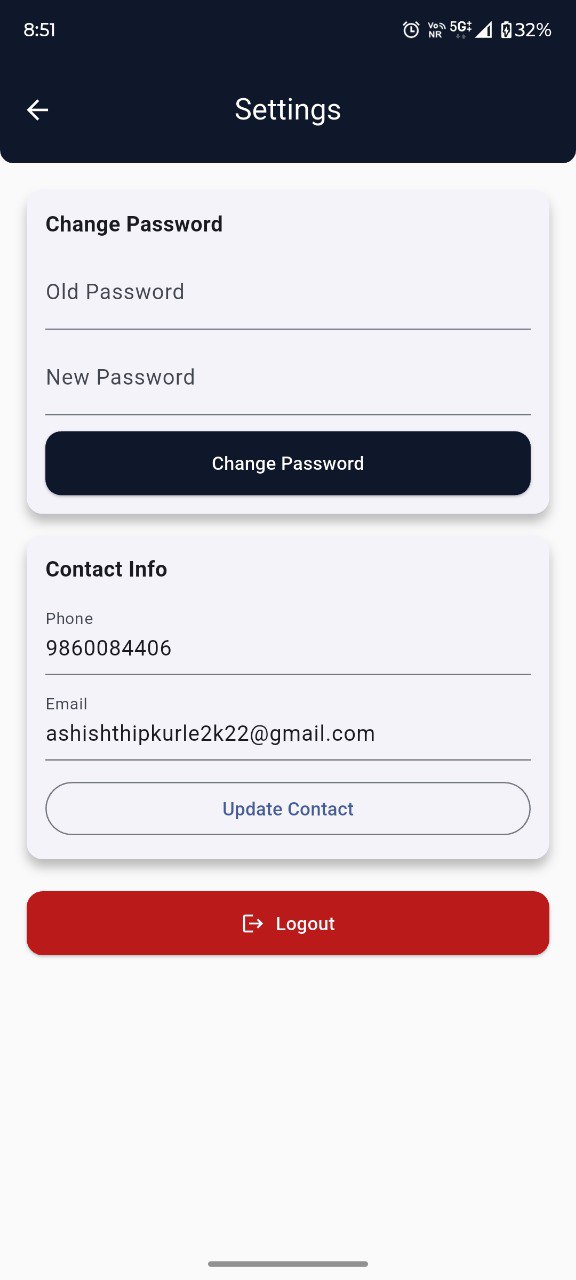 8:51
Vo NR 5G 32%
Settings
Change Password
Old Password
New Password
Change Password
Contact Info
Phone
9860084406
Email
ashishthipkurle2k22@gmail.com
Update Contact
Logout